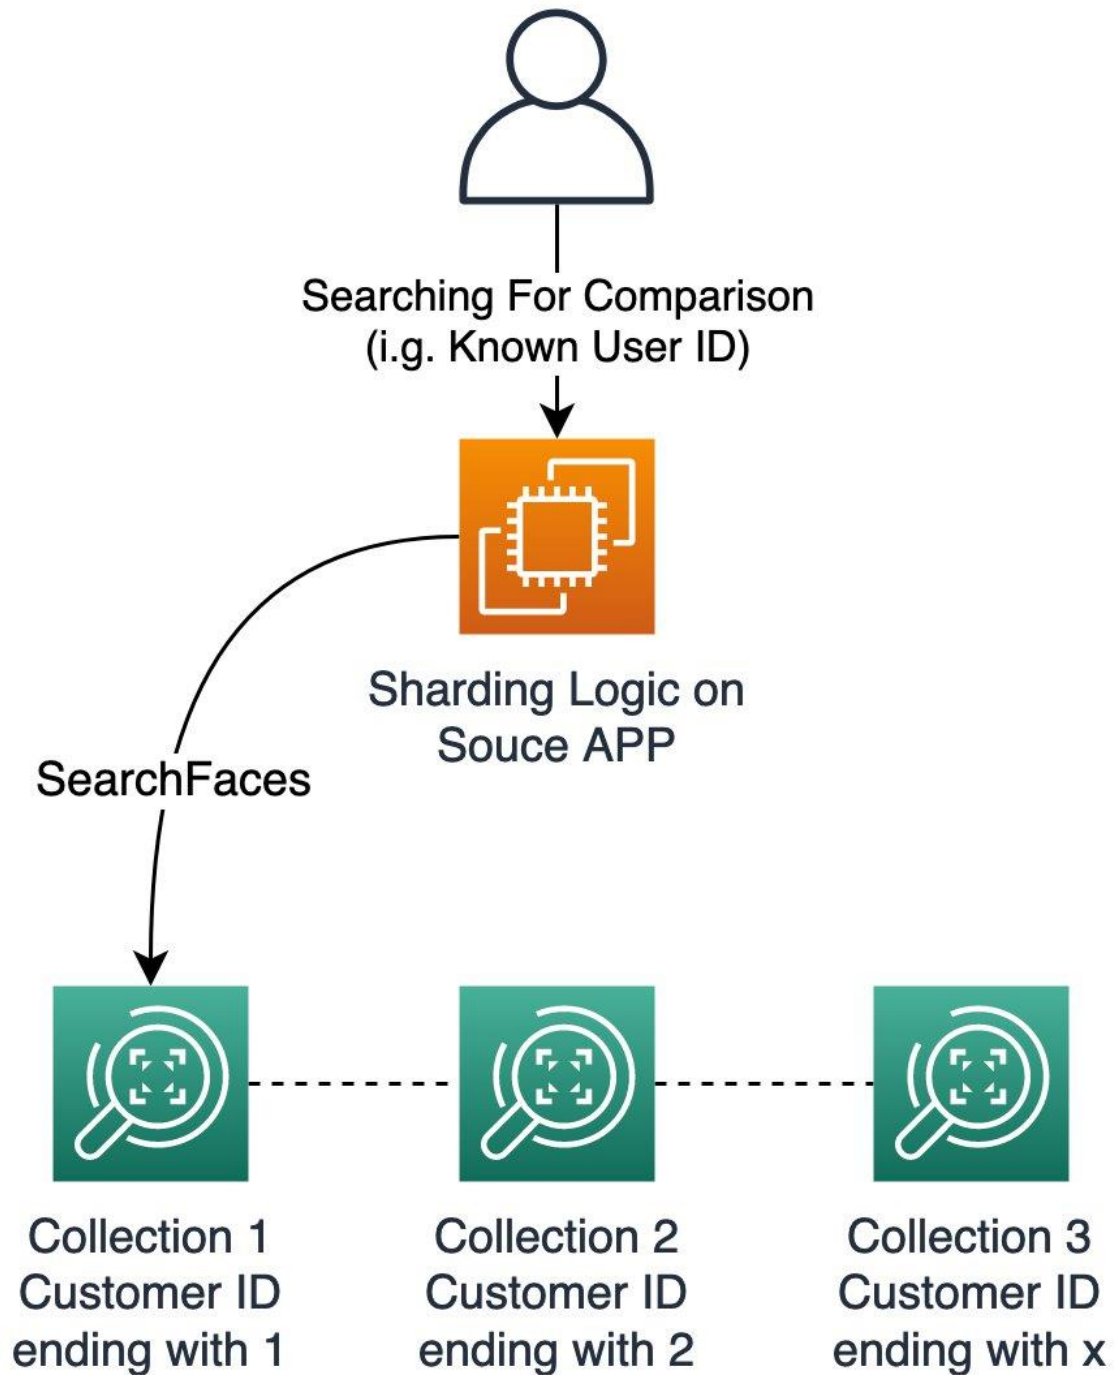 Searching For Comparison
(i.g. Known User ID)
Sharding Logic on
Souce APP
SearchFaces
Collection 1
Customer ID
ending with 1
Collection 2
Customer ID
ending with 2
Collection 3
Customer ID
ending with x